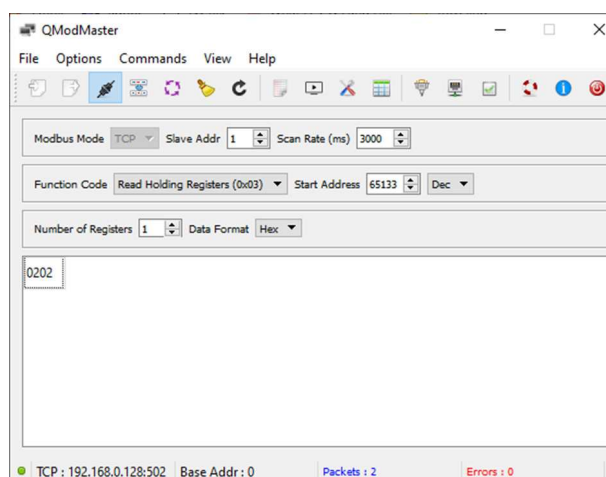 QModMaster
File Options Commands View Help
Modbus Mode TCP Slave Addr 1 Scan Rate (ms) 3000
Function Code Read Holding Registers (0x03) Start Address 65133 Dec
Number of Registers 1 Data Format Hex
0202
TCP : 192.168.0.128:502 Base Addr : 0 Packets : 2 Errors : 0